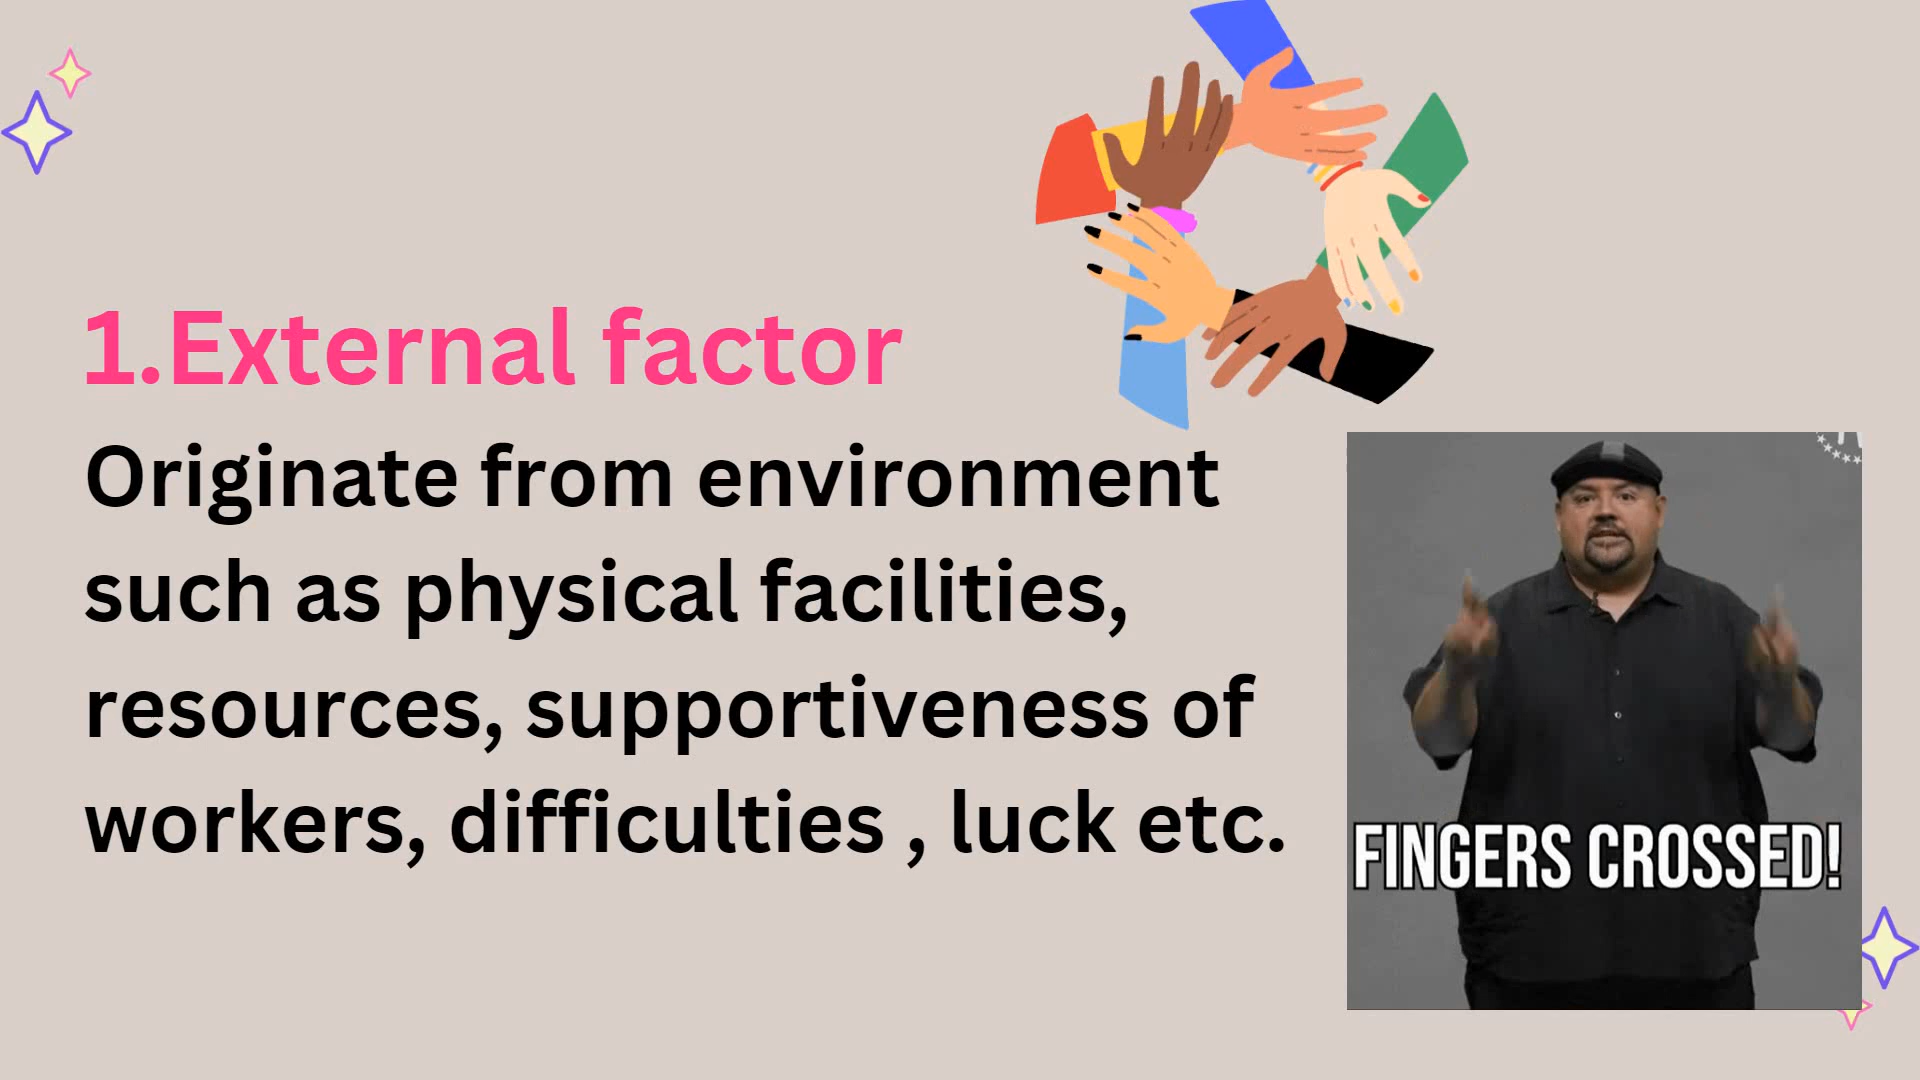 1.External factor
Originate from environment
such as physical facilities,
resources, supportiveness of
workers, difficulties , luck etc.
FINGERS CROSSED!